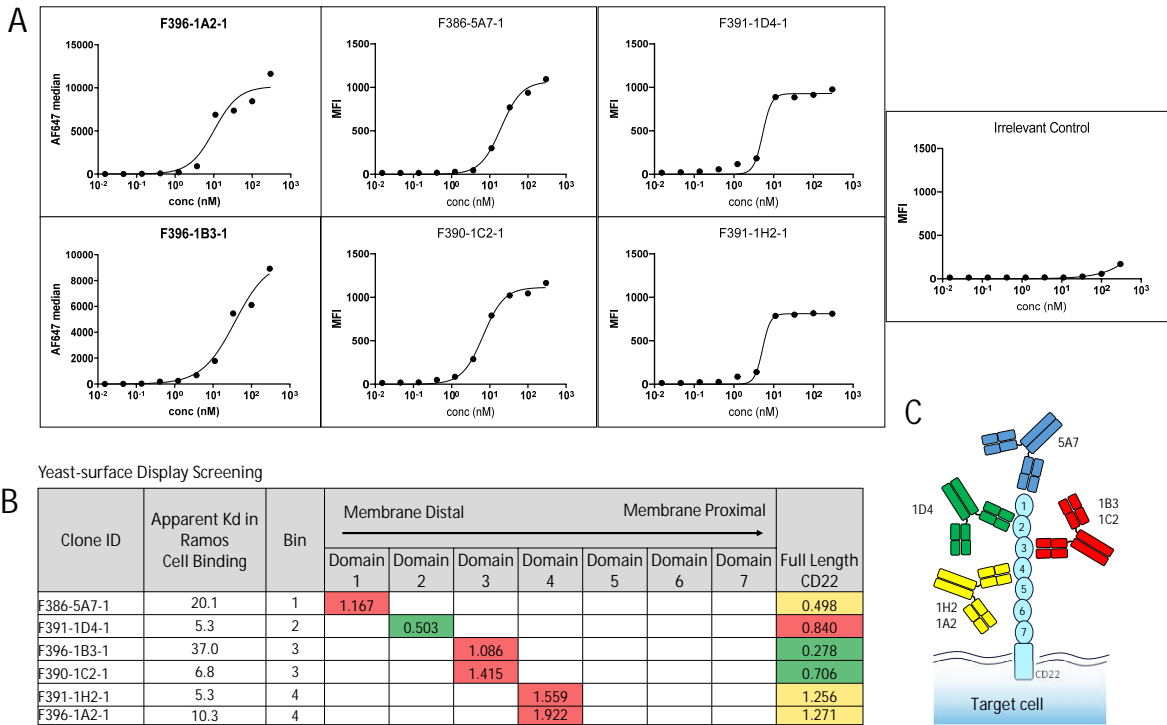 A
F396-1A2-1
AF647 median
15000
10000
5000
0
10-2 10-1 100 101 102 103
conc (nM)
F386-5A7-1
MFI
1500
1000
500
0
10-2 10-1 100 101 102 103
conc (nM)
F391-1D4-1
MFI
1500
1000
500
0
10-2 10-1 100 101 102 103
conc (nM)
Irrelevant Control
MFI
1500
1000
500
0
10-2 10-1 100 101 102 103
conc (nM)
F396-1B3-1
AF647 median
10000
8000
6000
4000
2000
0
10-2 10-1 100 101 102 103
conc (nM)
F390-1C2-1
MFI
1500
1000
500
0
10-2 10-1 100 101 102 103
conc (nM)
F391-1H2-1
MFI
1500
1000
500
0
10-2 10-1 100 101 102 103
conc (nM)
B
Yeast-surface Display Screening
Clone ID
Apparent Kd in
Ramos
Cell Binding
Bin
Membrane Distal Membrane Proximal
Domain 1
Domain 2
Domain 3
Domain 4
Domain 5
Domain 6
Domain 7
Full Length
CD22
F386-5A7-1 20.1 1 1.167 0.498
F391-1D4-1 5.3 2 0.503 0.840
F396-1B3-1 37.0 3 1.086 0.278
F390-1C2-1 6.8 3 1.415 0.706
F391-1H2-1 5.3 4 1.559 1.256
F396-1A2-1 10.3 4 1.922 1.271
C
5A7
1D4
1B3
1C2
1H2
1A2
1
2
3
4
5
6
7
CD22
Target cell